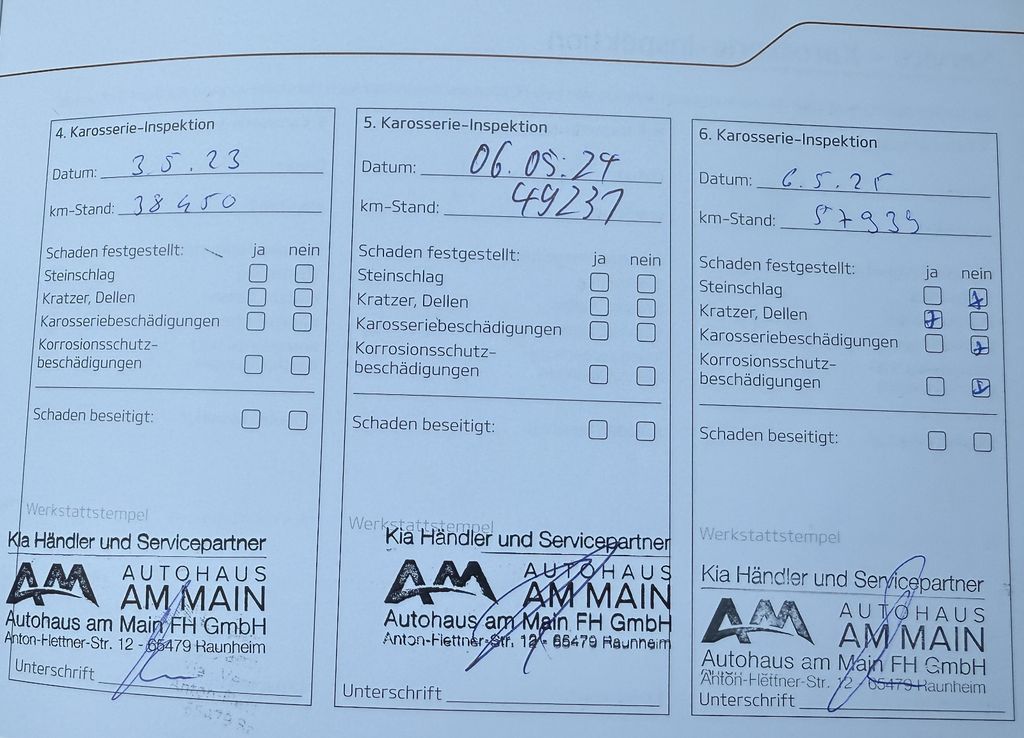 4. Karosserie-Inspektion
Datum: 3.5.23
km-Stand: 38450
Schaden festgestellt: ja nein
Steinschlag
Kratzer, Dellen
Karosseriebeschädigungen
Korrosionsschutz-
beschädigungen
Schaden beseitigt:
Werkstattstempel
Kia Händler und Servicepartner
AUTOHAUS
AM MAIN
Autohaus am Main FH GmbH
Anton-Flettner-Str. 12 - 65479 Raunheim
Unterschrift
5. Karosserie-Inspektion
Datum: 06.05.24
km-Stand: 49237
Schaden festgestellt: ja nein
Steinschlag
Kratzer, Dellen
Karosseriebeschädigungen
Korrosionsschutz-
beschädigungen
Schaden beseitigt:
Werkstattstempel
Kia Händler und Servicepartner
AUTOHAUS
AM MAIN
Autohaus am Main FH GmbH
Anton-Flettner-Str. 12 - 65479 Raunheim
Unterschrift
6. Karosserie-Inspektion
Datum: 6.5.25
km-Stand: 57939
Schaden festgestellt: ja nein
Steinschlag
Kratzer, Dellen
Karosseriebeschädigungen
Korrosionsschutz-
beschädigungen
Schaden beseitigt:
Werkstattstempel
Kia Händler und Servicepartner
AUTOHAUS
AM MAIN
Autohaus am Main FH GmbH
Anton-Flettner-Str. 12 - 65479 Raunheim
Unterschrift